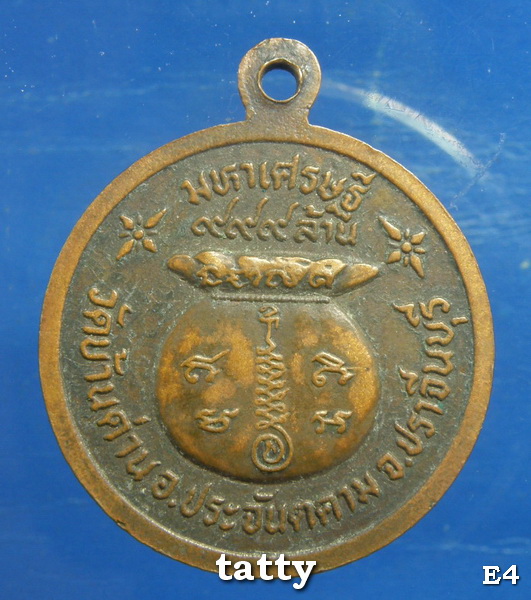 มหาเศรษฐี
๙๙๙ ล้าน
วัดบ้านด่าน อ.ประจันตคาม จ.ปราจีนบุรี
tatty
E4